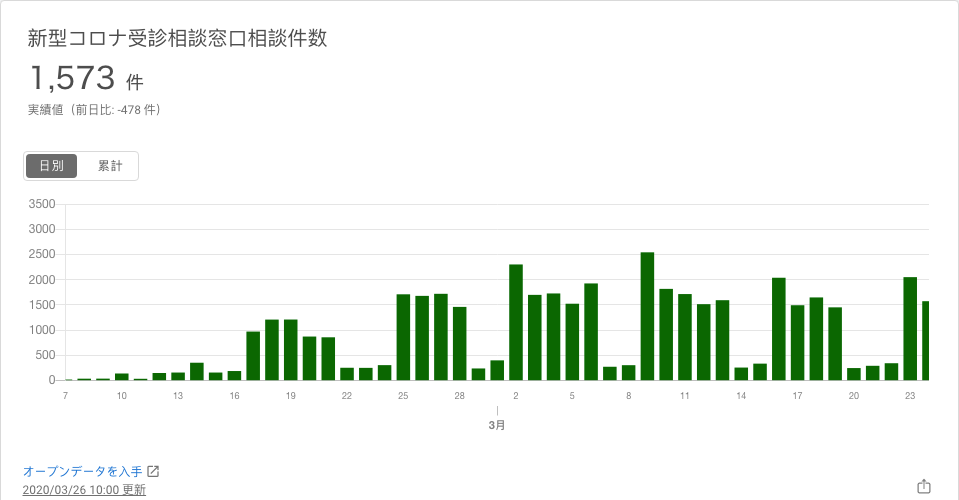 新型コロナ受診相談窓口相談件数
1,573 件
実績値（前日比: -478 件）
日別 累計
3500
3000
2500
2000
1500
1000
500
0
7 10 13 16 19 22 25 28 2 5 8 11 14 17 20 23
3月
オープンデータを入手
2020/03/26 10:00 更新